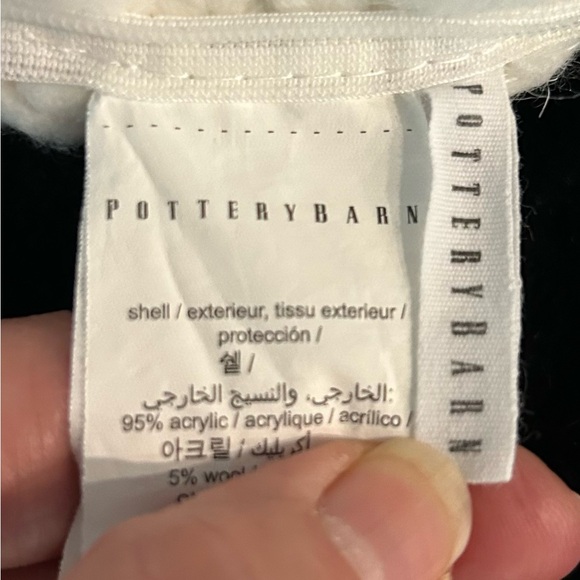 POTTERYBARN
shell / exterieur, tissu exterieur /
protección /
쉘 /
الخارجي، والنسيج الخارجي:
95% acrylic / acrylique / acrílico /
아크릴 / أكريليك
5% wool
POTTERYBARN